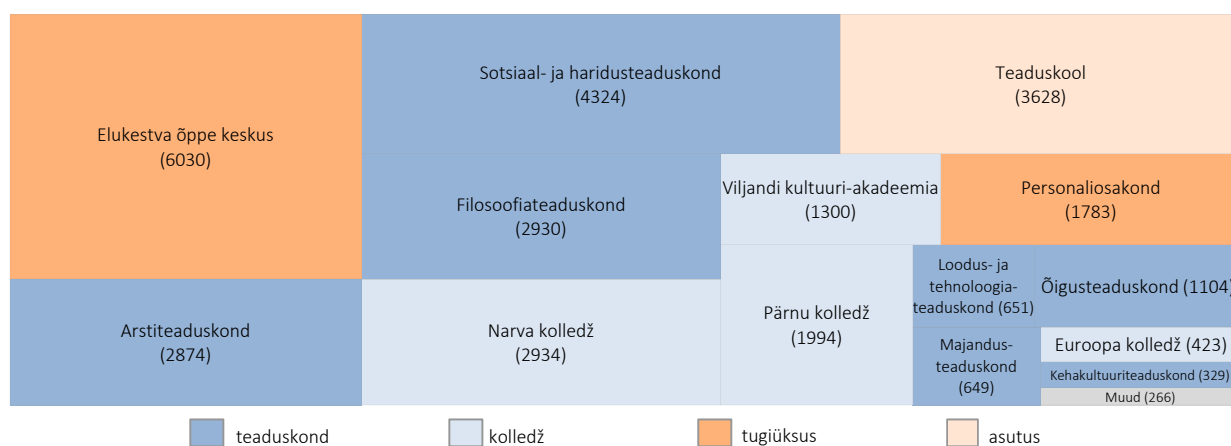 Elukestva õppe keskus
(6030)
Sotsiaal- ja haridusteaduskond
(4324)
Teaduskool
(3628)
Filosoofiateaduskond
(2930)
Viljandi kultuuri-akadeemia
(1300)
Personaliosakond
(1783)
Arstiteaduskond
(2874)
Narva kolledž
(2934)
Pärnu kolledž
(1994)
Loodus- ja
tehnoloogia-
teaduskond (651)
Õigusteaduskond (1104)
Majandus-
teaduskond
(649)
Euroopa kolledž (423)
Kehakultuuriteaduskond (329)
Muud (266)
teaduskond
kolledž
tugiüksus
asutus